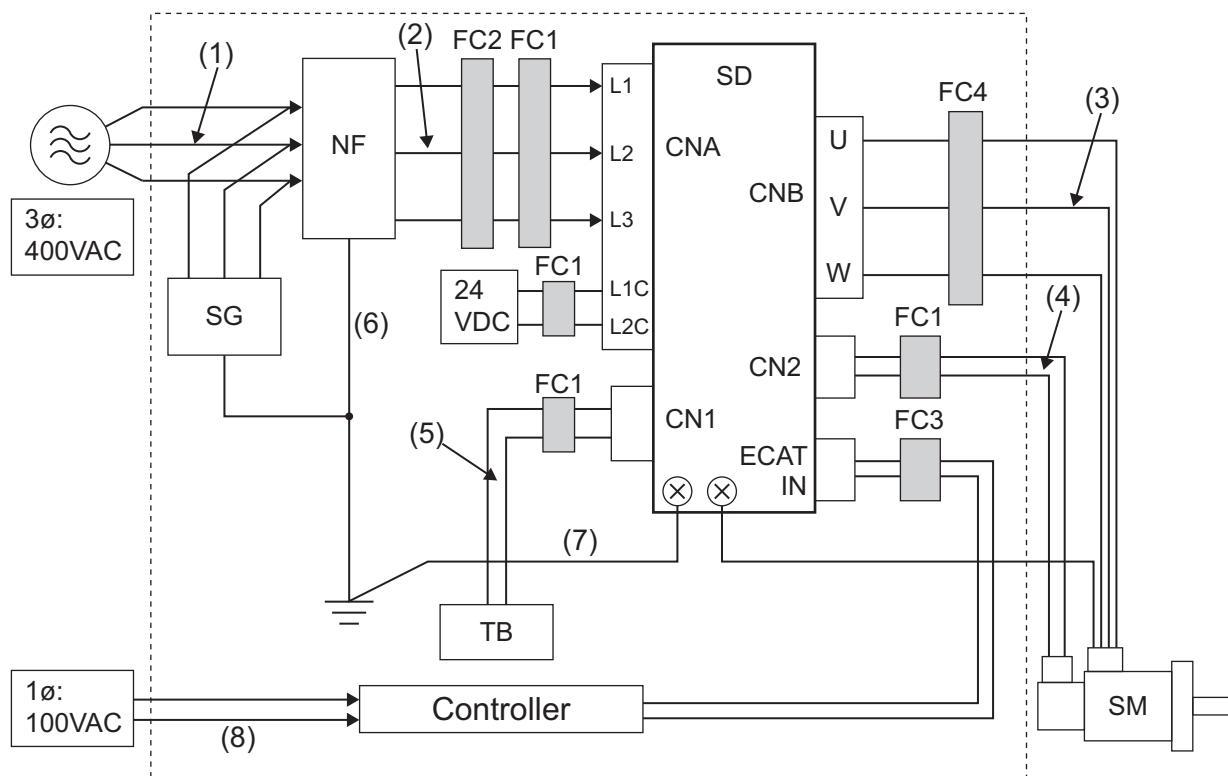 (1)
(2)
FC2
FC1
SD
FC4
(3)
L1
NF
L2
CNA
U
CNB
V
L3
W
3ø:
400VAC
SG
(6)
24
VDC
FC1
L1C
L2C
FC1
(4)
CN2
FC1
(5)
CN1
FC3
ECAT
IN
(7)
TB
1ø:
100VAC
(8)
Controller
SM